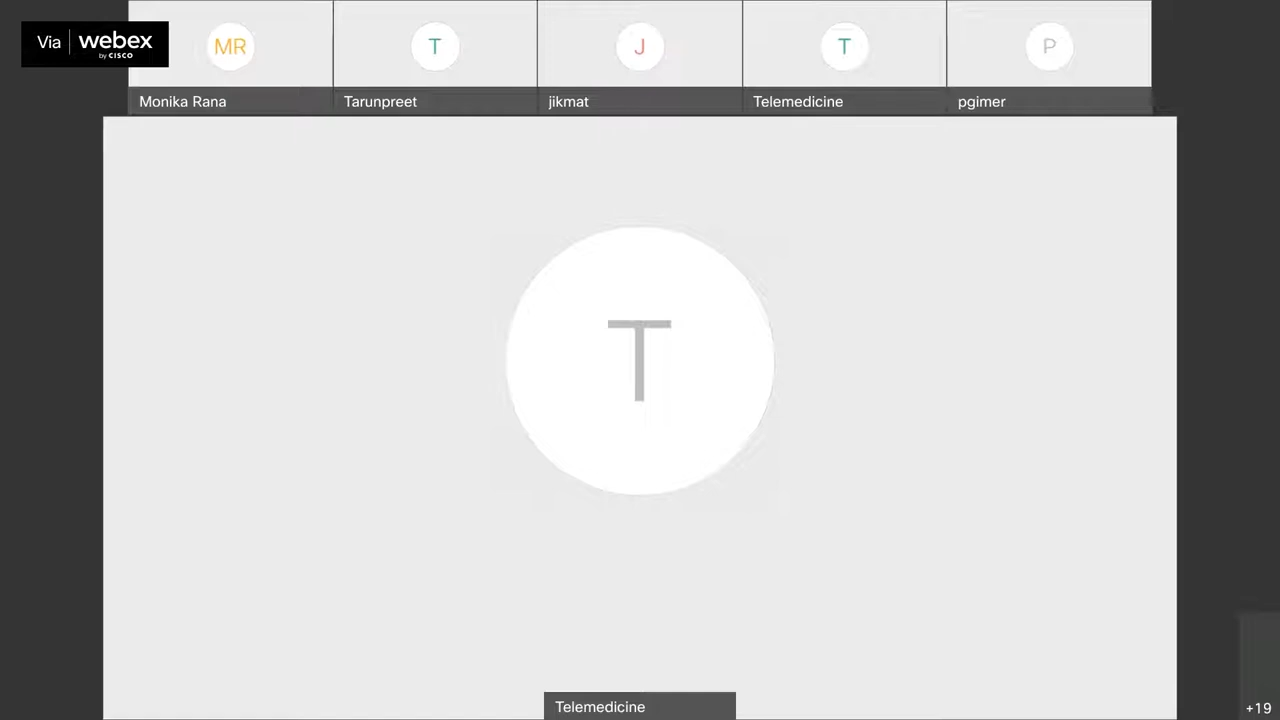 Via webex
by CISCO
MR
T
J
T
P
Monika Rana
Tarunpreet
jikmat
Telemedicine
pgimer
T
Telemedicine
+19